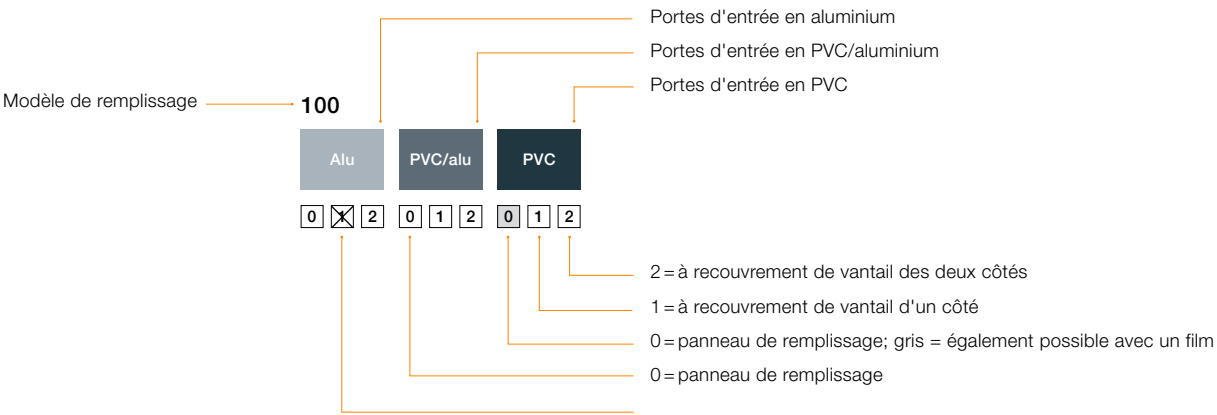 Portes d'entrée en aluminium
Portes d'entrée en PVC/aluminium
Portes d'entrée en PVC
Modèle de remplissage
100
Alu PVC/alu PVC
0 1 2 0 1 2 0 1 2
2 = à recouvrement de vantail des deux côtés
1 = à recouvrement de vantail d'un côté
0 = panneau de remplissage; gris = également possible avec un film
0 = panneau de remplissage